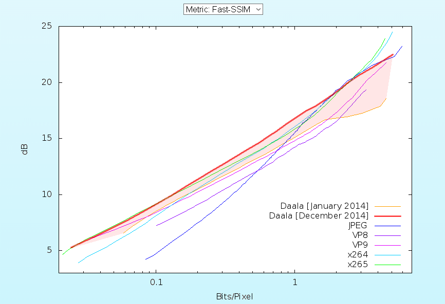 Metric: Fast-SSIM
25
20
15
10
5
dB
0.1
1
Bits/Pixel
Daala [January 2014]
Daala [December 2014]
JPEG
VP8
VP9
x264
x265